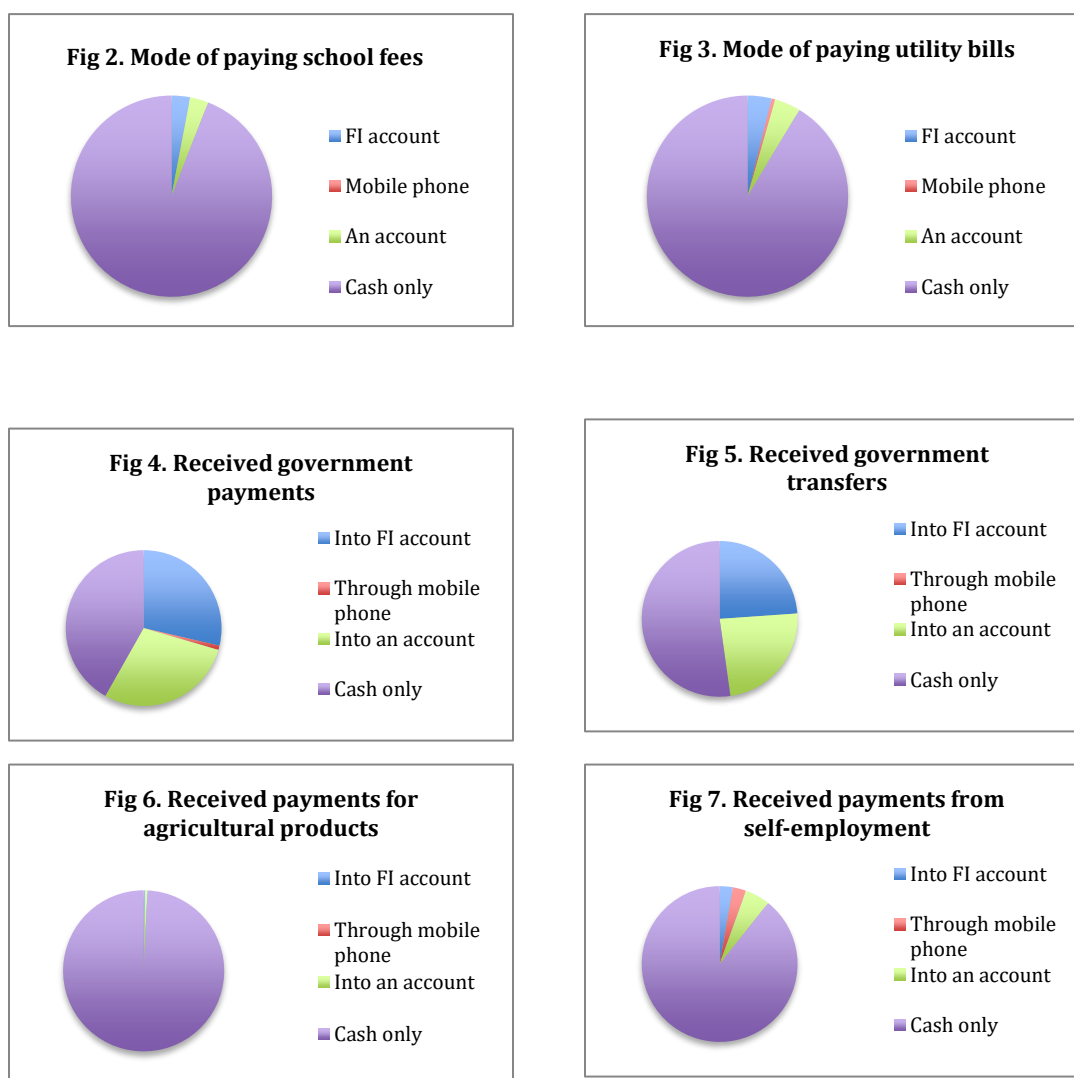 Fig 2. Mode of paying school fees
FI account
Mobile phone
An account
Cash only
Fig 3. Mode of paying utility bills
FI account
Mobile phone
An account
Cash only
Fig 4. Received government
payments
Into FI account
Through mobile
phone
Into an account
Cash only
Fig 5. Received government
transfers
Into FI account
Through mobile
phone
Into an account
Cash only
Fig 6. Received payments for
agricultural products
Into FI account
Through mobile
phone
Into an account
Cash only
Fig 7. Received payments from
self-employment
Into FI account
Through mobile
phone
Into an account
Cash only